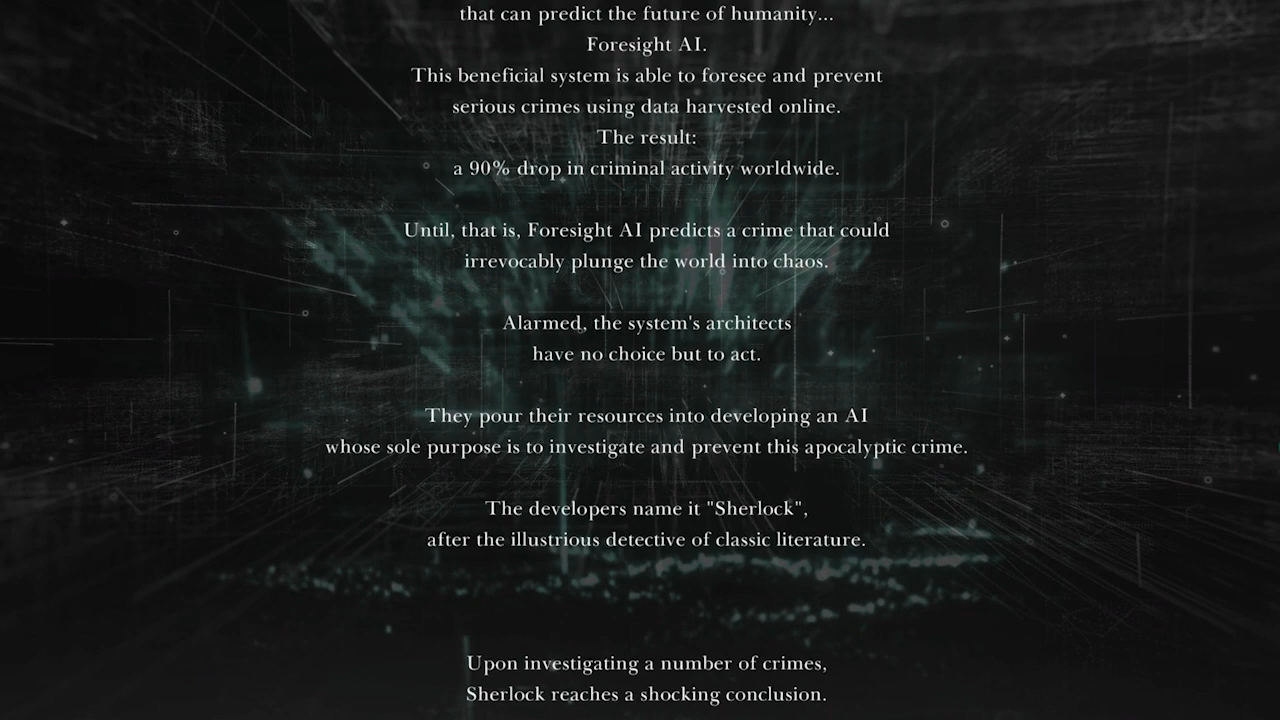 that can predict the future of humanity...
Foresight AI.
This beneficial system is able to foresee and prevent
serious crimes using data harvested online.
The result:
a 90% drop in criminal activity worldwide.
Until, that is, Foresight AI predicts a crime that could
irrevocably plunge the world into chaos.
Alarmed, the system's architects
have no choice but to act.
They pour their resources into developing an AI
whose sole purpose is to investigate and prevent this apocalyptic crime.
The developers name it "Sherlock",
after the illustrious detective of classic literature.
Upon investigating a number of crimes,
Sherlock reaches a shocking conclusion.